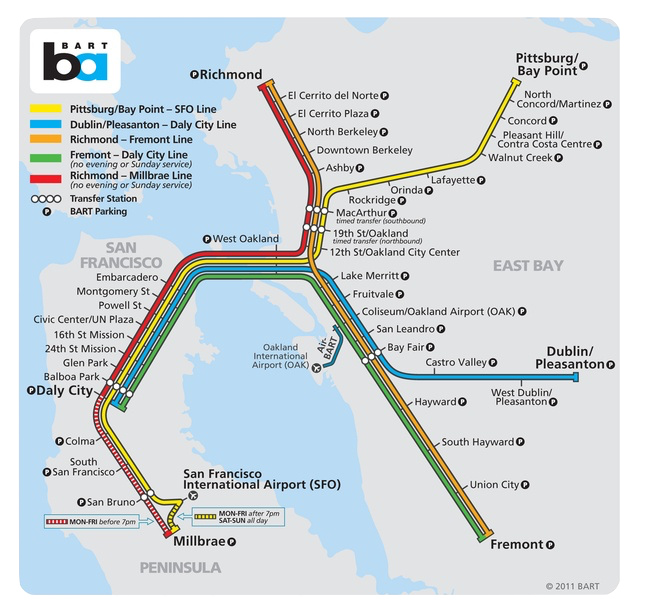 BART
ba
Pittsburg/Bay Point – SFO Line
Dublin/Pleasanton – Daly City Line
Richmond – Fremont Line
Fremont – Daly City Line
(no evening or Sunday service)
Richmond – Millbrae Line
(no evening or Sunday service)
Transfer Station
P BART Parking
P Richmond
El Cerrito del Norte P
El Cerrito Plaza P
North Berkeley P
Downtown Berkeley
Ashby P
Pittsburg/
Bay Point P
North
Concord/Martinez P
Concord P
Pleasant Hill/
Contra Costa Centre P
Walnut Creek P
Lafayette P
Orinda P
Rockridge P
MacArthur P
timed transfer (southbound)
19th St/Oakland
timed transfer (northbound)
12th St/Oakland City Center
P West Oakland
SAN
FRANCISCO
EAST BAY
Embarcadero
Montgomery St
Powell St
Civic Center/UN Plaza
16th St Mission
24th St Mission
Glen Park
Balboa Park
P Daly City
Lake Merritt P
Fruitvale P
Coliseum/Oakland Airport (OAK) P
San Leandro P
Bay Fair P
Oakland
International
Airport (OAK)
Air-
BART
Castro Valley P
Dublin/
Pleasanton P
West Dublin/
Pleasanton P
Hayward P
South Hayward P
Union City P
Fremont P
P Colma
South
P San Francisco
P San Bruno
San Francisco
International Airport (SFO)
MON-FRI before 7pm
MON-FRI after 7pm
SAT-SUN all day
Millbrae P
PENINSULA
© 2011 BART